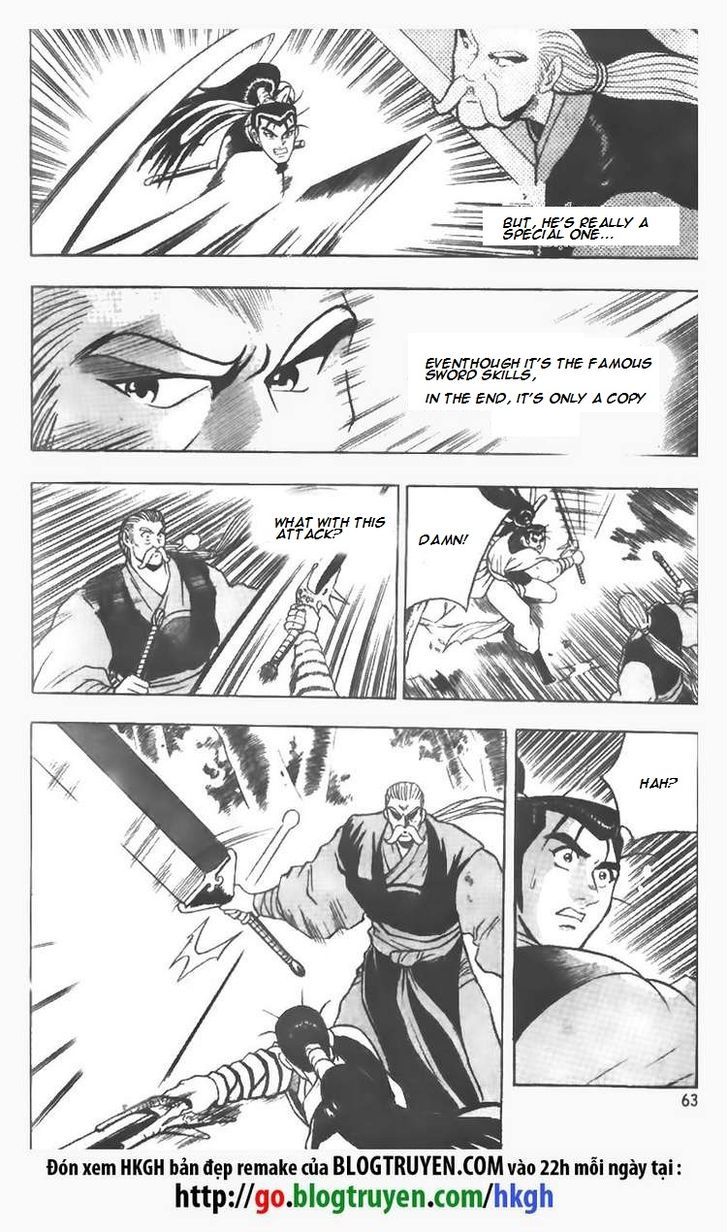 BUT, HE'S REALLY A
SPECIAL ONE...
EVENTHOUGH IT'S THE FAMOUS
SWORD SKILLS,
IN THE END, IT'S ONLY A COPY
WHAT WITH THIS
ATTACK?
DAMN!
HAH?
63
Đón xem HKGH bản đẹp remake của BLOGTRUYEN.COM vào 22h mỗi ngày tại :
http://go.blogtruyen.com/hkgh